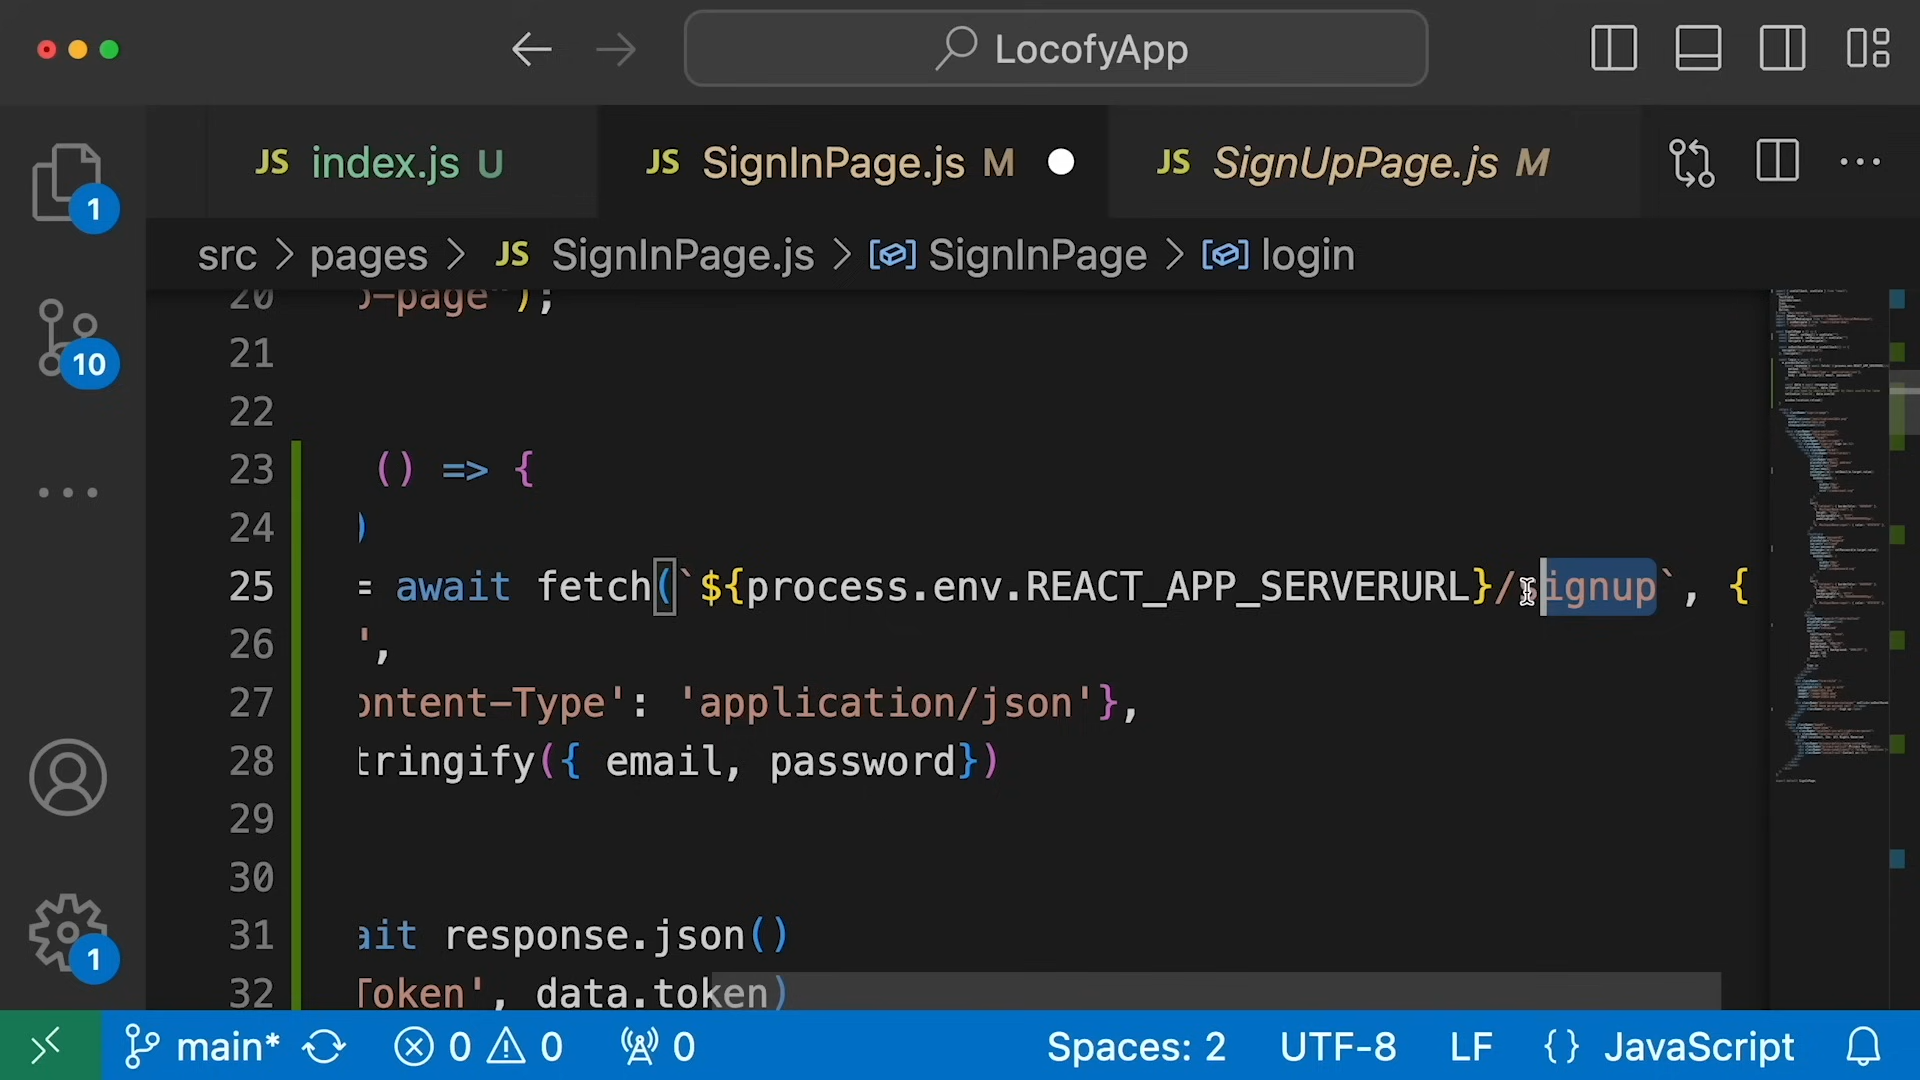 LocofyApp
JS index.js U
JS SignInPage.js M
JS SignUpPage.js M
1
src > pages > JS SignInPage.js > SignInPage > login
10
20 o-page");
21
22
23 () => {
24 )
25 = await fetch(`${process.env.REACT_APP_SERVERURL}/signup`, {
26 ',
27 ontent-Type': 'application/json'},
28 tringify({ email, password})
29
30
31 ait response.json()
32 Token', data.token)
1
main* 0 0 0 Spaces: 2 UTF-8 LF {} JavaScript